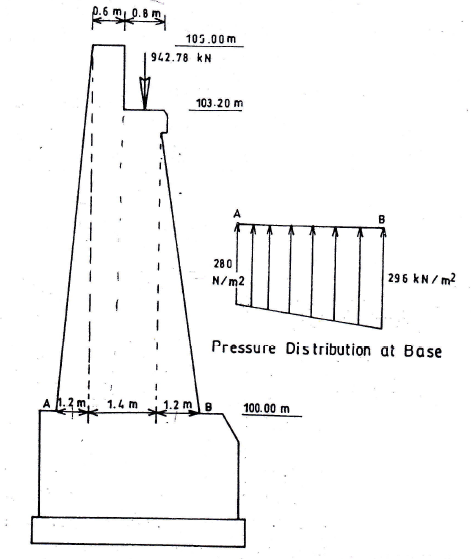 0.6 m 0.8 m
105.00 m
942.78 kN
103.20 m
A B
280
N/m2
296 kN/m²
Pressure Distribution at Base
A 1.2 m 1.4 m 1.2 m B
100.00 m